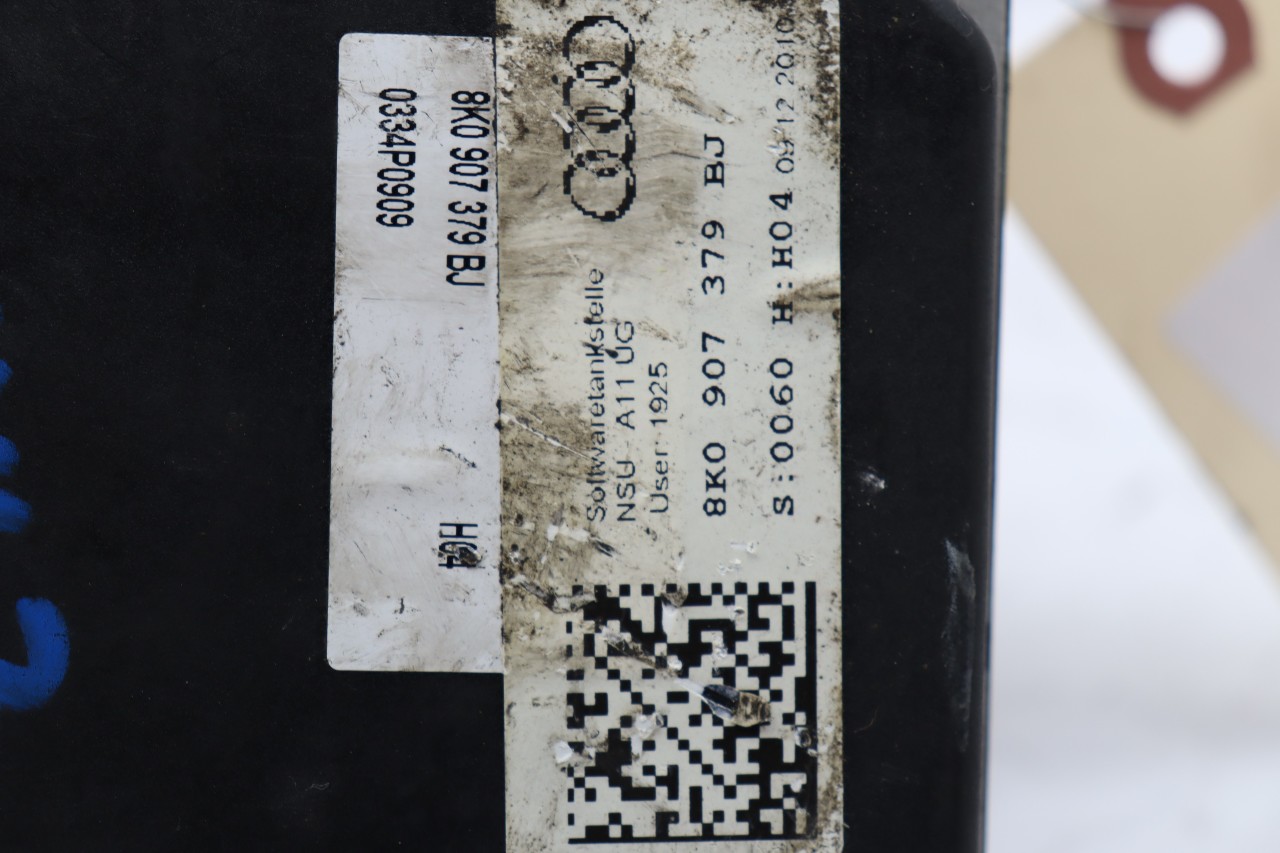 8K0 907 379 BJ
0334P0909
H04
Softwaretankstelle
NSU - A11 UG
User: 1925
8K0 907 379 BJ
S:0060 H:H04 09 12 2010